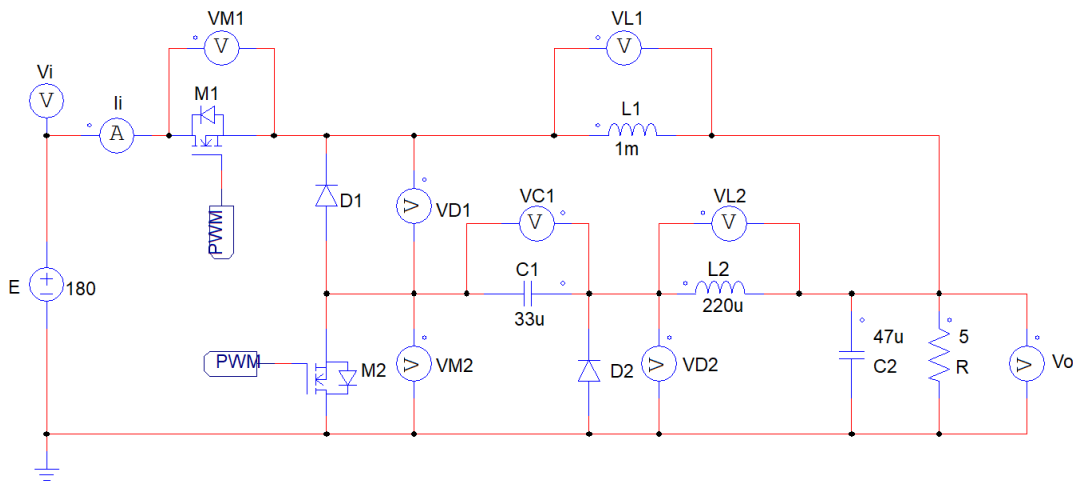 VM1
VL1
Vi
V
V
V
Ii
M1
L1
A
1m
PWM
D1
V
VD1
VC1
V
VL2
V
C1
L2
E
180
33u
220u
PWM
M2
V
VM2
D2
V
VD2
47u
C2
5
R
V
Vo